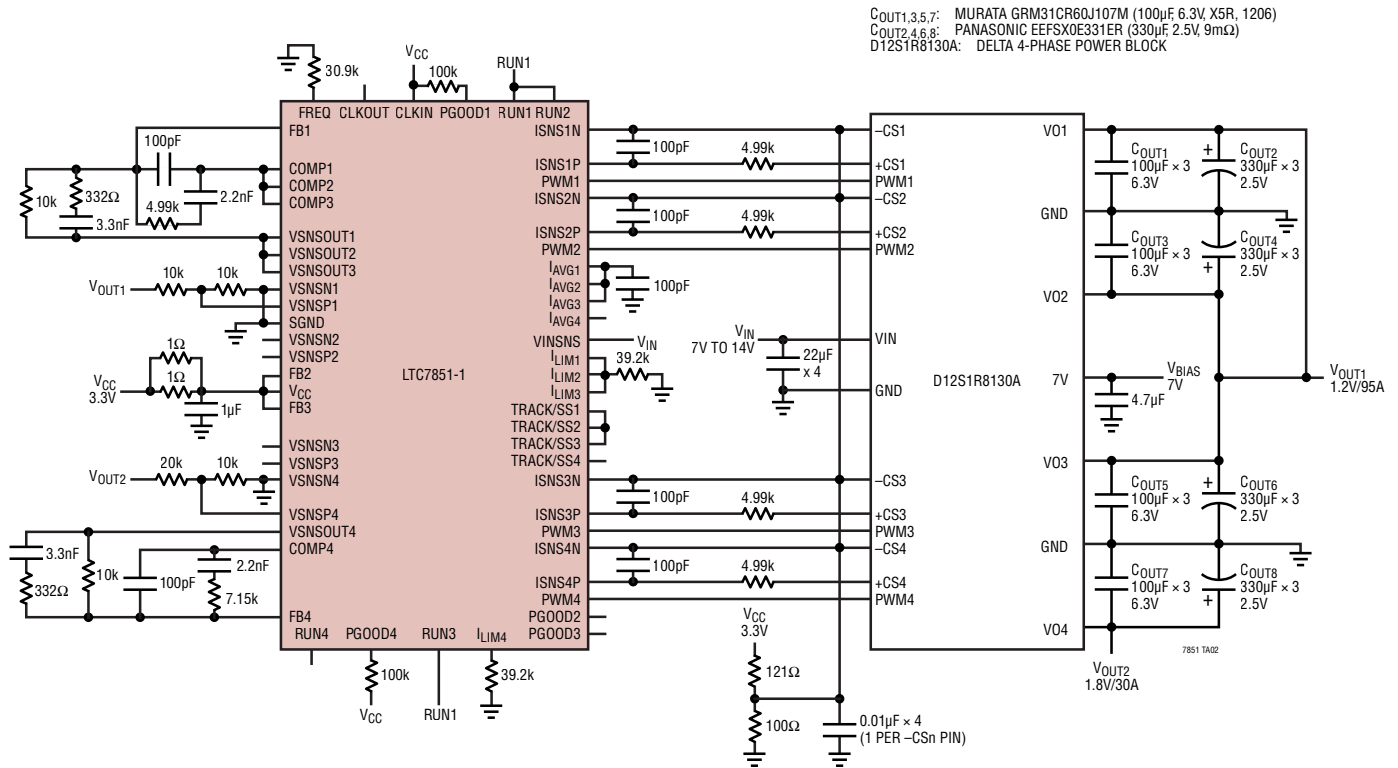 COUT1,3,5,7: MURATA GRM31CR60J107M (100µF, 6.3V, X5R, 1206)
COUT2,4,6,8: PANASONIC EEFSX0E331ER (330µF, 2.5V, 9mΩ)
D12S1R8130A: DELTA 4-PHASE POWER BLOCK
30.9k
VCC
100k
RUN1
FREQ CLKOUT CLKIN PGOOD1 RUN1 RUN2
FB1
COMP1
COMP2
COMP3
VSNSOUT1
VSNSOUT2
VSNSOUT3
VSNSN1
VSNSP1
SGND
VSNSN2
VSNSP2
FB2
VCC
FB3
VSNSN3
VSNSP3
VSNSN4
VSNSP4
VSNSOUT4
COMP4
FB4
RUN4 PGOOD4 RUN3 ILIM4
LTC7851-1
ISNS1N
ISNS1P
PWM1
ISNS2N
ISNS2P
PWM2
IAVG1
IAVG2
IAVG3
IAVG4
VINSNS
ILIM1
ILIM2
ILIM3
TRACK/SS1
TRACK/SS2
TRACK/SS3
TRACK/SS4
ISNS3N
ISNS3P
PWM3
ISNS4N
ISNS4P
PWM4
PGOOD2
PGOOD3
100pF
10k
332Ω
2.2nF
4.99k
3.3nF
VOUT1
10k
10k
1Ω
VCC
3.3V
1Ω
1µF
VOUT2
20k
10k
3.3nF
332Ω
10k
100pF
2.2nF
7.15k
100k
VCC
RUN1
39.2k
100pF
4.99k
100pF
4.99k
100pF
VIN
39.2k
100pF
4.99k
100pF
4.99k
VIN
7V TO 14V
22µF
x 4
VCC
3.3V
121Ω
100Ω
0.01µF × 4
(1 PER –CSn PIN)
–CS1
+CS1
PWM1
–CS2
+CS2
PWM2
VIN
GND
–CS3
+CS3
PWM3
–CS4
+CS4
PWM4
D12S1R8130A
VO1
GND
VO2
7V
VO3
GND
VO4
COUT1
100µF × 3
6.3V
+
COUT2
330µF × 3
2.5V
COUT3
100µF × 3
6.3V
COUT4
330µF × 3
+
2.5V
VBIAS
7V
4.7µF
VOUT1
1.2V/95A
COUT5
100µF × 3
6.3V
+
COUT6
330µF × 3
2.5V
COUT7
100µF × 3
6.3V
COUT8
330µF × 3
+
2.5V
7851 TA02
VOUT2
1.8V/30A